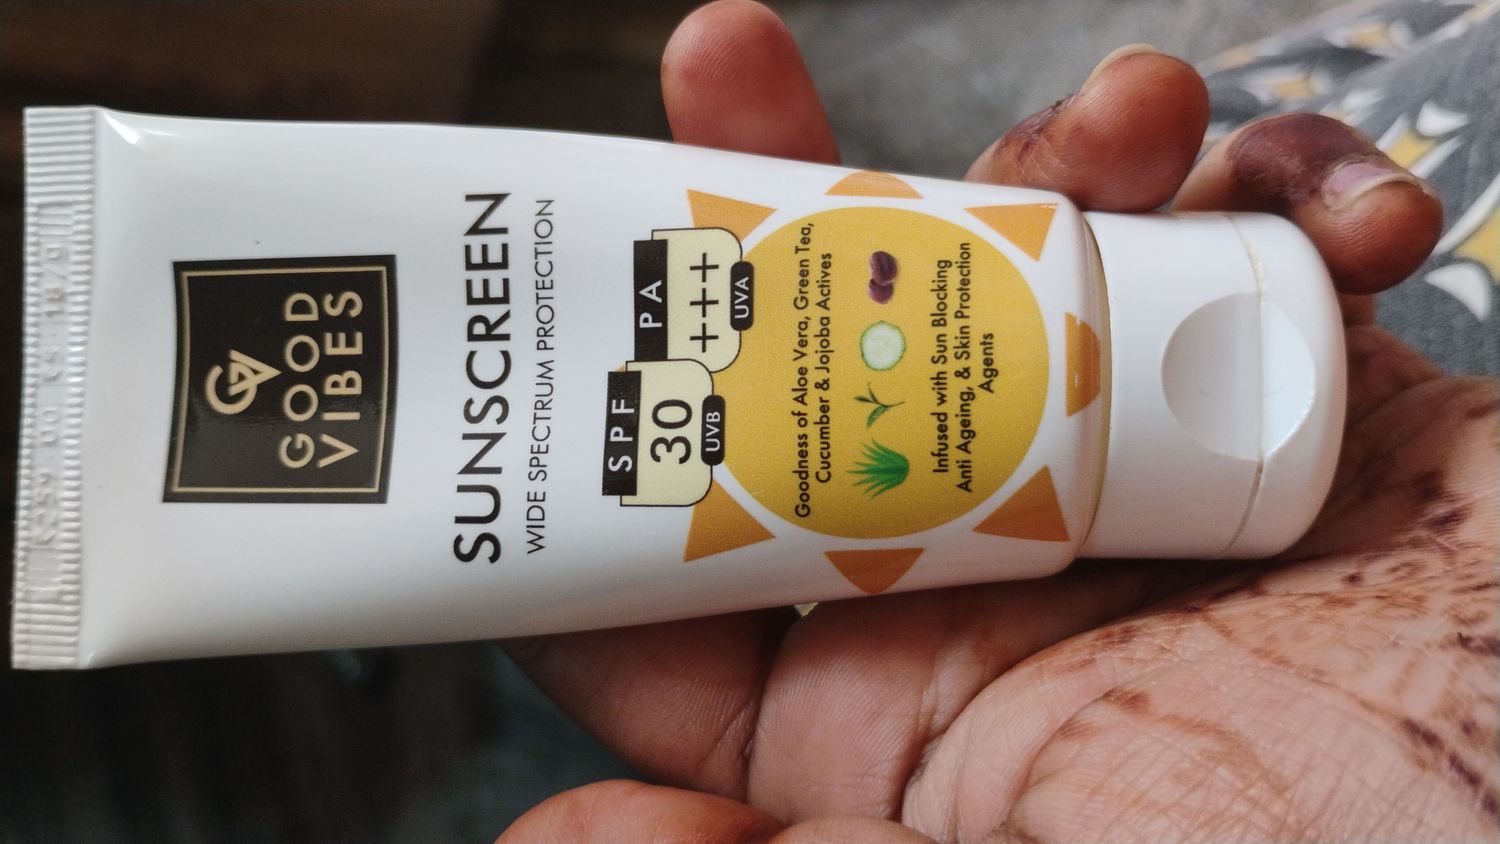 GV
GOOD
VIBES
SUNSCREEN
WIDE SPECTRUM PROTECTION
SPF
30
UVB
PA
+++
UVA
Goodness of Aloe Vera, Green Tea,
Cucumber & Jojoba Actives
Infused with Sun Blocking
Anti Ageing, & Skin Protection
Agents